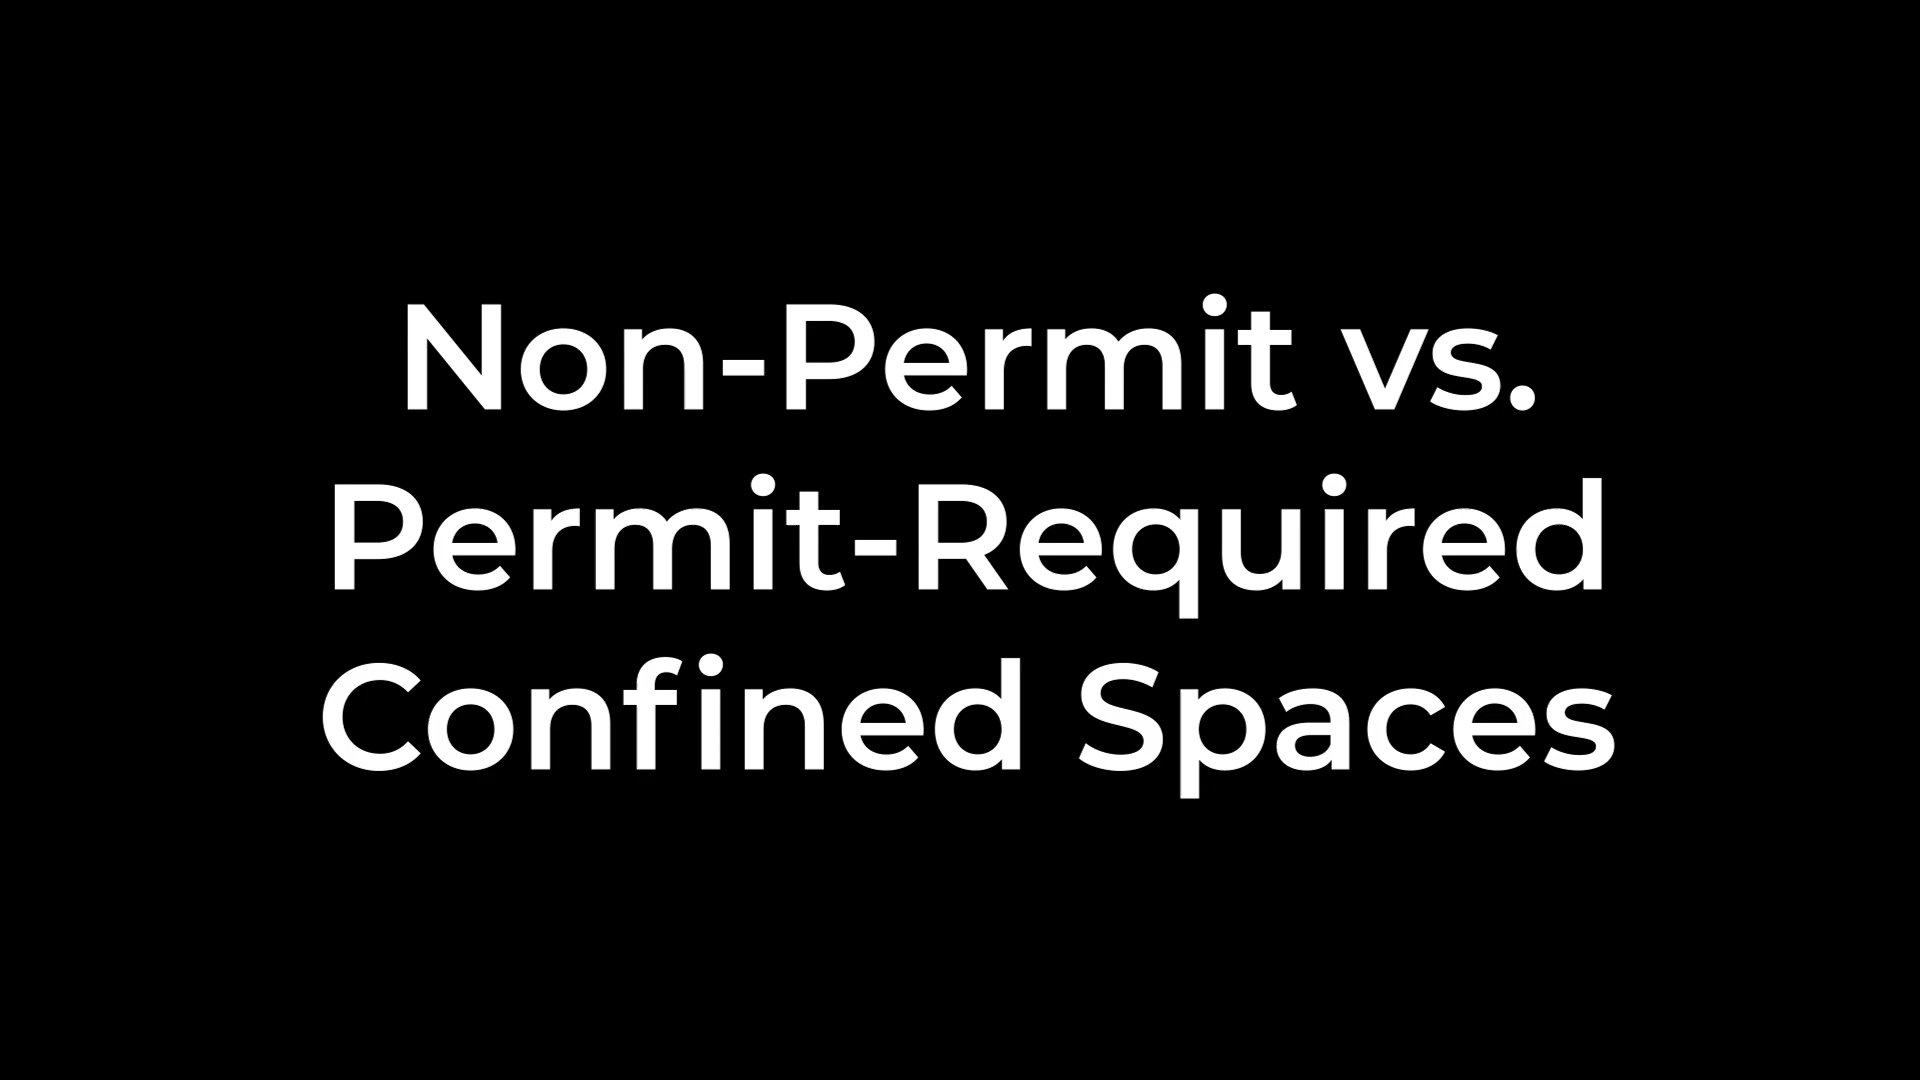 Non-Permit vs.
Permit-Required
Confined Spaces